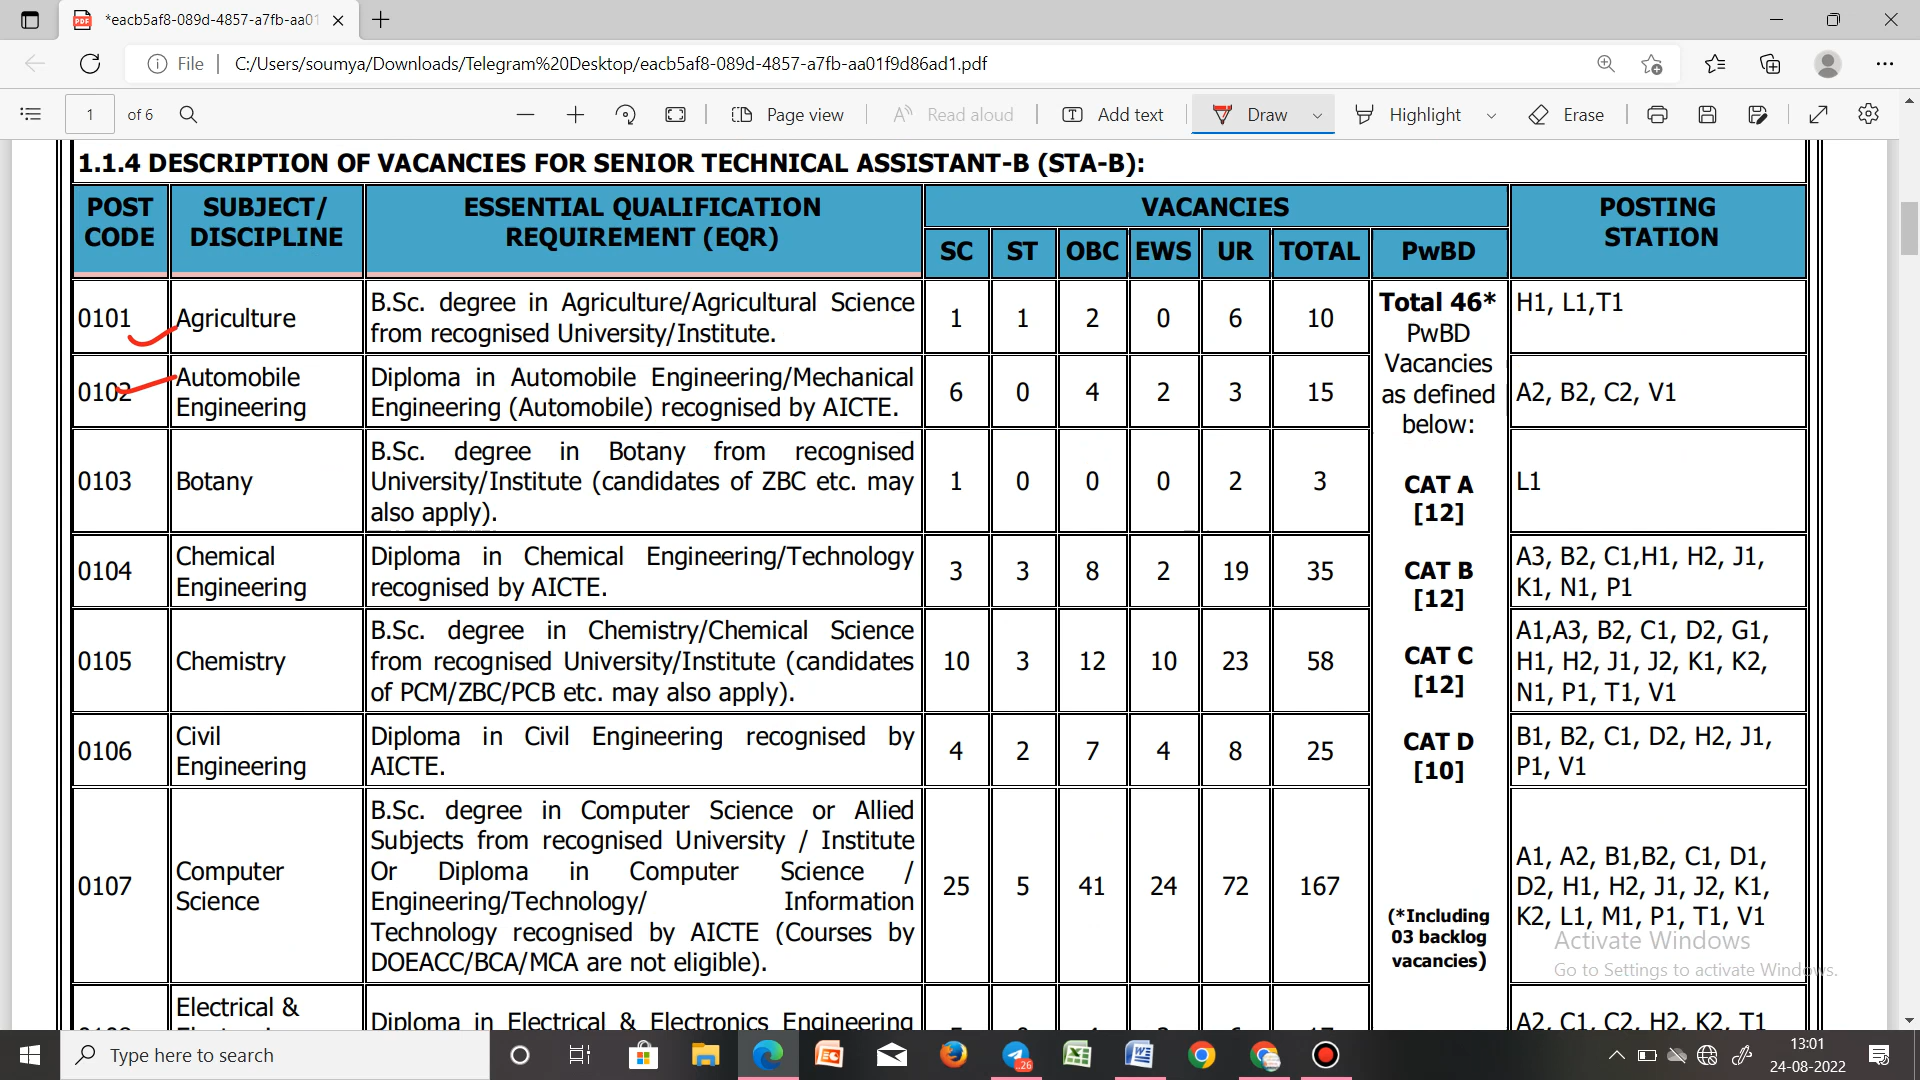 *eacb5af8-089d-4857-a7fb-aa01
File C:/Users/soumya/Downloads/Telegram%20Desktop/eacb5af8-089d-4857-a7fb-aa01f9d86ad1.pdf
1 of 6 Page view Read aloud Add text Draw Highlight Erase
1.1.4 DESCRIPTION OF VACANCIES FOR SENIOR TECHNICAL ASSISTANT-B (STA-B):
POST CODE
SUBJECT/ DISCIPLINE
ESSENTIAL QUALIFICATION
REQUIREMENT (EQR)
VACANCIES
POSTING
STATION
SC ST OBC EWS UR TOTAL PwBD
0101 Agriculture
B.Sc. degree in Agriculture/Agricultural Science
from recognised University/Institute.
1 1 2 0 6 10
H1, L1,T1
0102
Automobile
Engineering
Diploma in Automobile Engineering/Mechanical
Engineering (Automobile) recognised by AICTE.
6 0 4 2 3 15
A2, B2, C2, V1
0103 Botany
B.Sc. degree in Botany from recognised
University/Institute (candidates of ZBC etc. may
also apply).
1 0 0 0 2 3
L1
0104
Chemical
Engineering
Diploma in Chemical Engineering/Technology
recognised by AICTE.
3 3 8 2 19 35
A3, B2, C1,H1, H2, J1,
K1, N1, P1
0105 Chemistry
B.Sc. degree in Chemistry/Chemical Science
from recognised University/Institute (candidates
of PCM/ZBC/PCB etc. may also apply).
10 3 12 10 23 58
A1,A3, B2, C1, D2, G1,
H1, H2, J1, J2, K1, K2,
N1, P1, T1, V1
0106
Civil
Engineering
Diploma in Civil Engineering recognised by
AICTE.
4 2 7 4 8 25
B1, B2, C1, D2, H2, J1,
P1, V1
0107
Computer
Science
B.Sc. degree in Computer Science or Allied
Subjects from recognised University / Institute
Or Diploma in Computer Science /
Engineering/Technology/ Information
Technology recognised by AICTE (Courses by
DOEACC/BCA/MCA are not eligible).
25 5 41 24 72 167
A1, A2, B1,B2, C1, D1,
D2, H1, H2, J1, J2, K1,
K2, L1, M1, P1, T1, V1
Total 46*
PwBD
Vacancies
as defined
below:
CAT A
[12]
CAT B
[12]
CAT C
[12]
CAT D
[10]
(*Including
03 backlog
vacancies)
Electrical &
Diploma in Electrical & Electronics Engineering
A2, C1, C2, H2, K2, T1
Activate Windows
Go to Settings to activate Windows.
Type here to search
26
13:01
24-08-2022